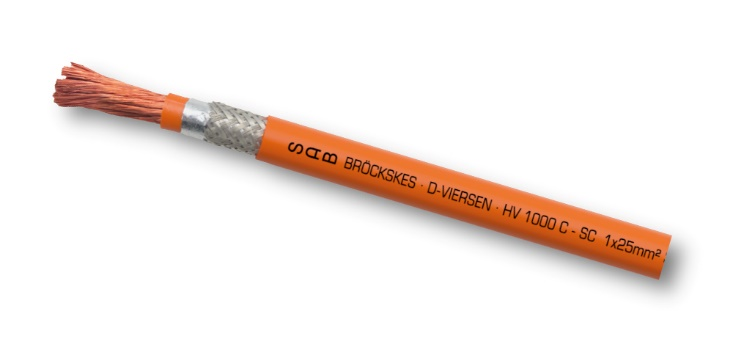 SAB BRÖCKSKES · D-VIERSEN · HV 1000 C - SC 1x25mm²